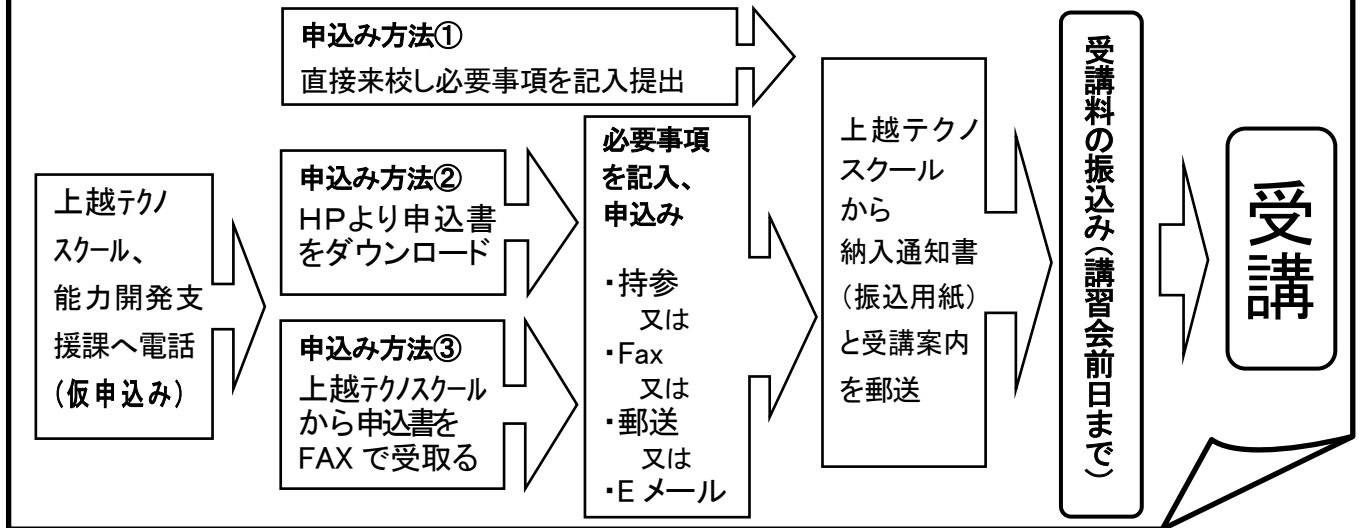 申込み方法①
直接来校し必要事項を記入提出
上越テクノ
スクール、
能力開発支
援課へ電話
(仮申込み)
申込み方法②
HPより申込書
をダウンロード
申込み方法③
上越テクノスクール
から申込書を
FAXで受取る
必要事項
を記入、
申込み
・持参
又は
・Fax
又は
・郵送
又は
・Eメール
上越テクノ
スクール
から
納入通知書
(振込用紙)
と受講案内
を郵送
受講料の振込み(講習会前日まで)
受講